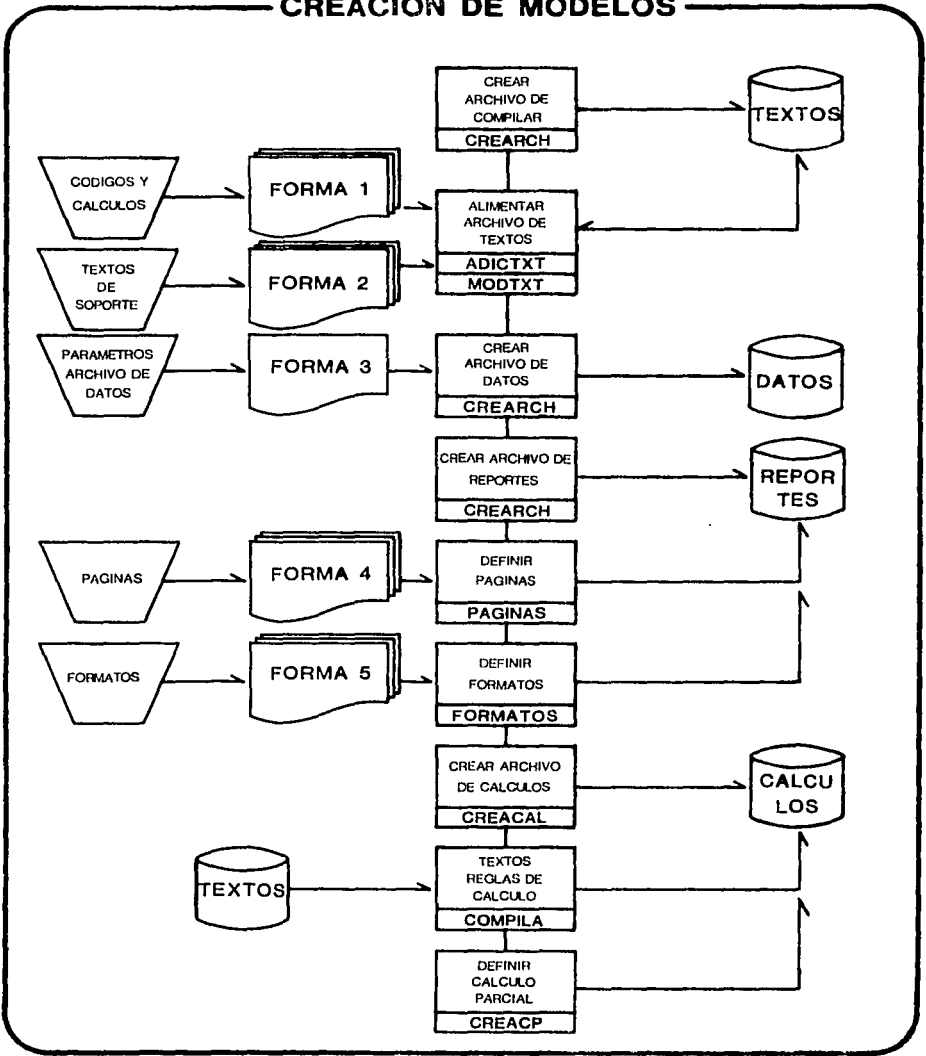 CREACION DE MODELOS
CREAR
ARCHIVO DE
COMPILAR
CREARCH
TEXTOS
CODIGOS Y
CALCULOS
FORMA 1
ALIMENTAR
ARCHIVO DE
TEXTOS
ADICTXT
MODTXT
TEXTOS
DE
SOPORTE
FORMA 2
PARAMETROS
ARCHIVO DE
DATOS
FORMA 3
CREAR
ARCHIVO DE
DATOS
CREARCH
DATOS
CREAR ARCHIVO DE
REPORTES
CREARCH
REPOR
TES
PAGINAS
FORMA 4
DEFINIR
PAGINAS
PAGINAS
FORMATOS
FORMA 5
DEFINIR
FORMATOS
FORMATOS
CREAR ARCHIVO
DE CALCULOS
CREACAL
CALCU
LOS
TEXTOS
TEXTOS
REGLAS DE
CALCULO
COMPILA
DEFINIR
CALCULO
PARCIAL
CREACP